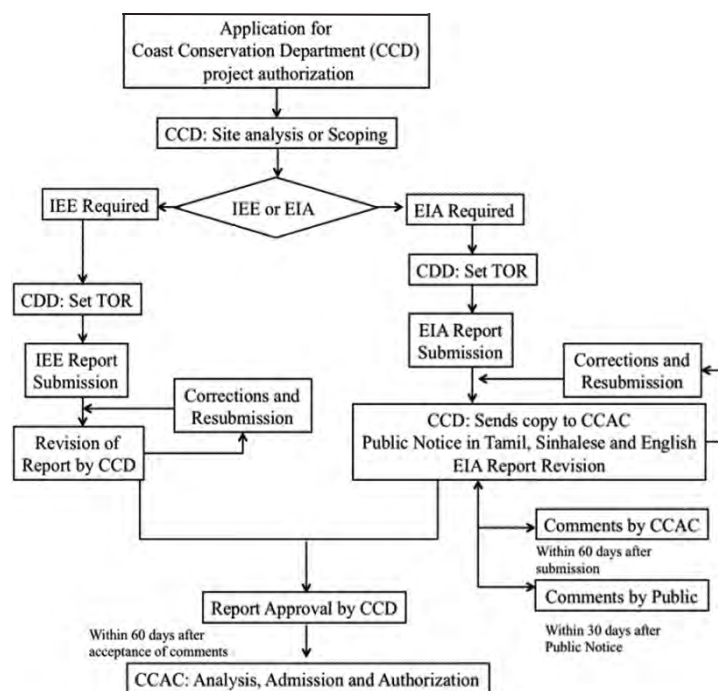 Application for
Coast Conservation Department (CCD)
project authorization
CCD: Site analysis or Scoping
IEE Required
IEE or EIA
EIA Required
CDD: Set TOR
CDD: Set TOR
IEE Report
Submission
EIA Report
Submission
Corrections and
Resubmission
Corrections and
Resubmission
Revision of
Report by CCD
CCD: Sends copy to CCAC
Public Notice in Tamil, Sinhalese and English
EIA Report Revision
Comments by CCAC
Within 60 days after
submission
Comments by Public
Within 30 days after
Public Notice
Report Approval by CCD
Within 60 days after
acceptance of comments
CCAC: Analysis, Admission and Authorization